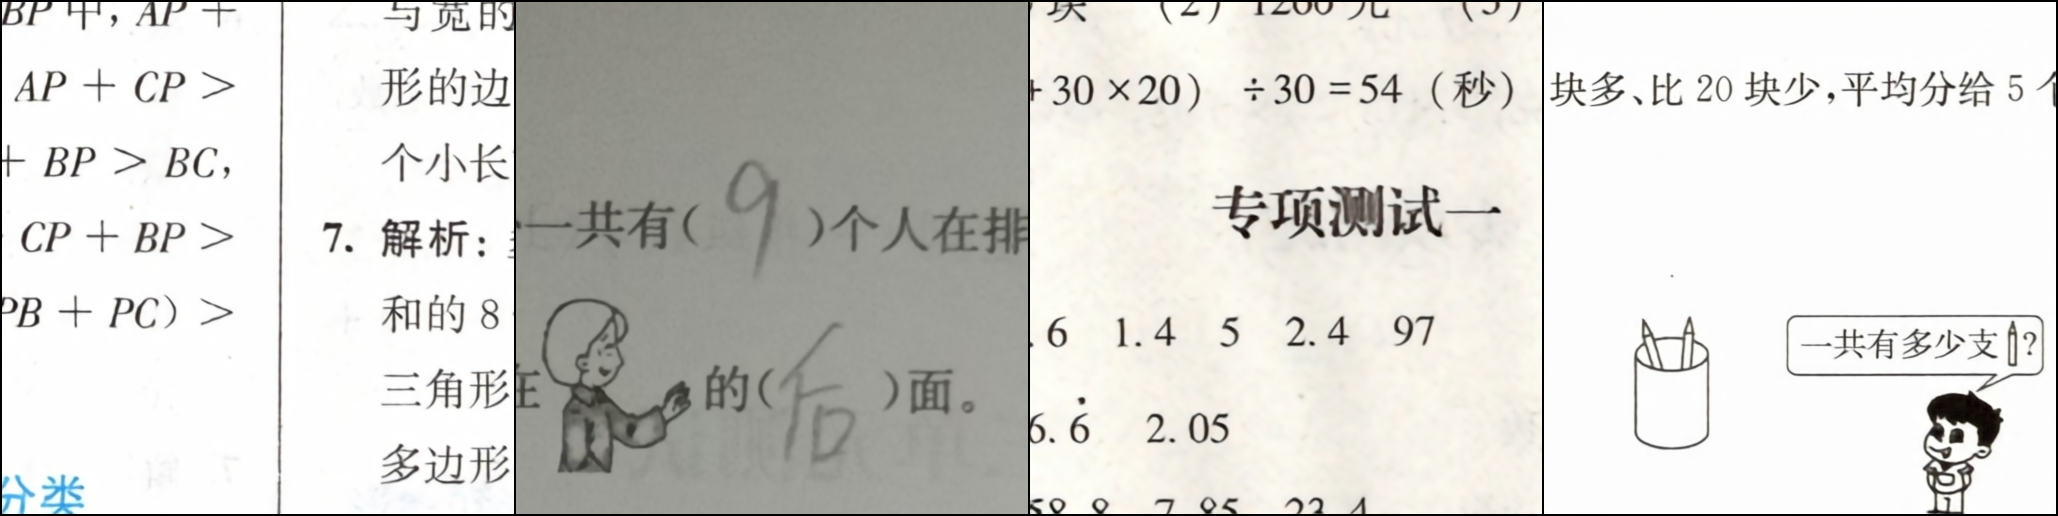 BP 中, AP +
AP + CP >
+ BP > BC,
CP + BP >
PB + PC) >
分类
与宽的
形的边
个小长
7. 解析:
和的 8
三角形
多边形
一共有( 9 )个人在排
在 的( 后 )面。
块 (2) 1200 元 (3)
+30 ×20) ÷30 =54 (秒)
专项测试一
.6 1.4 5 2.4 97
6.6̇ 2.05
58.8 7.85 23.4
块多、比 20 块少,平均分给 5 个
一共有多少支?